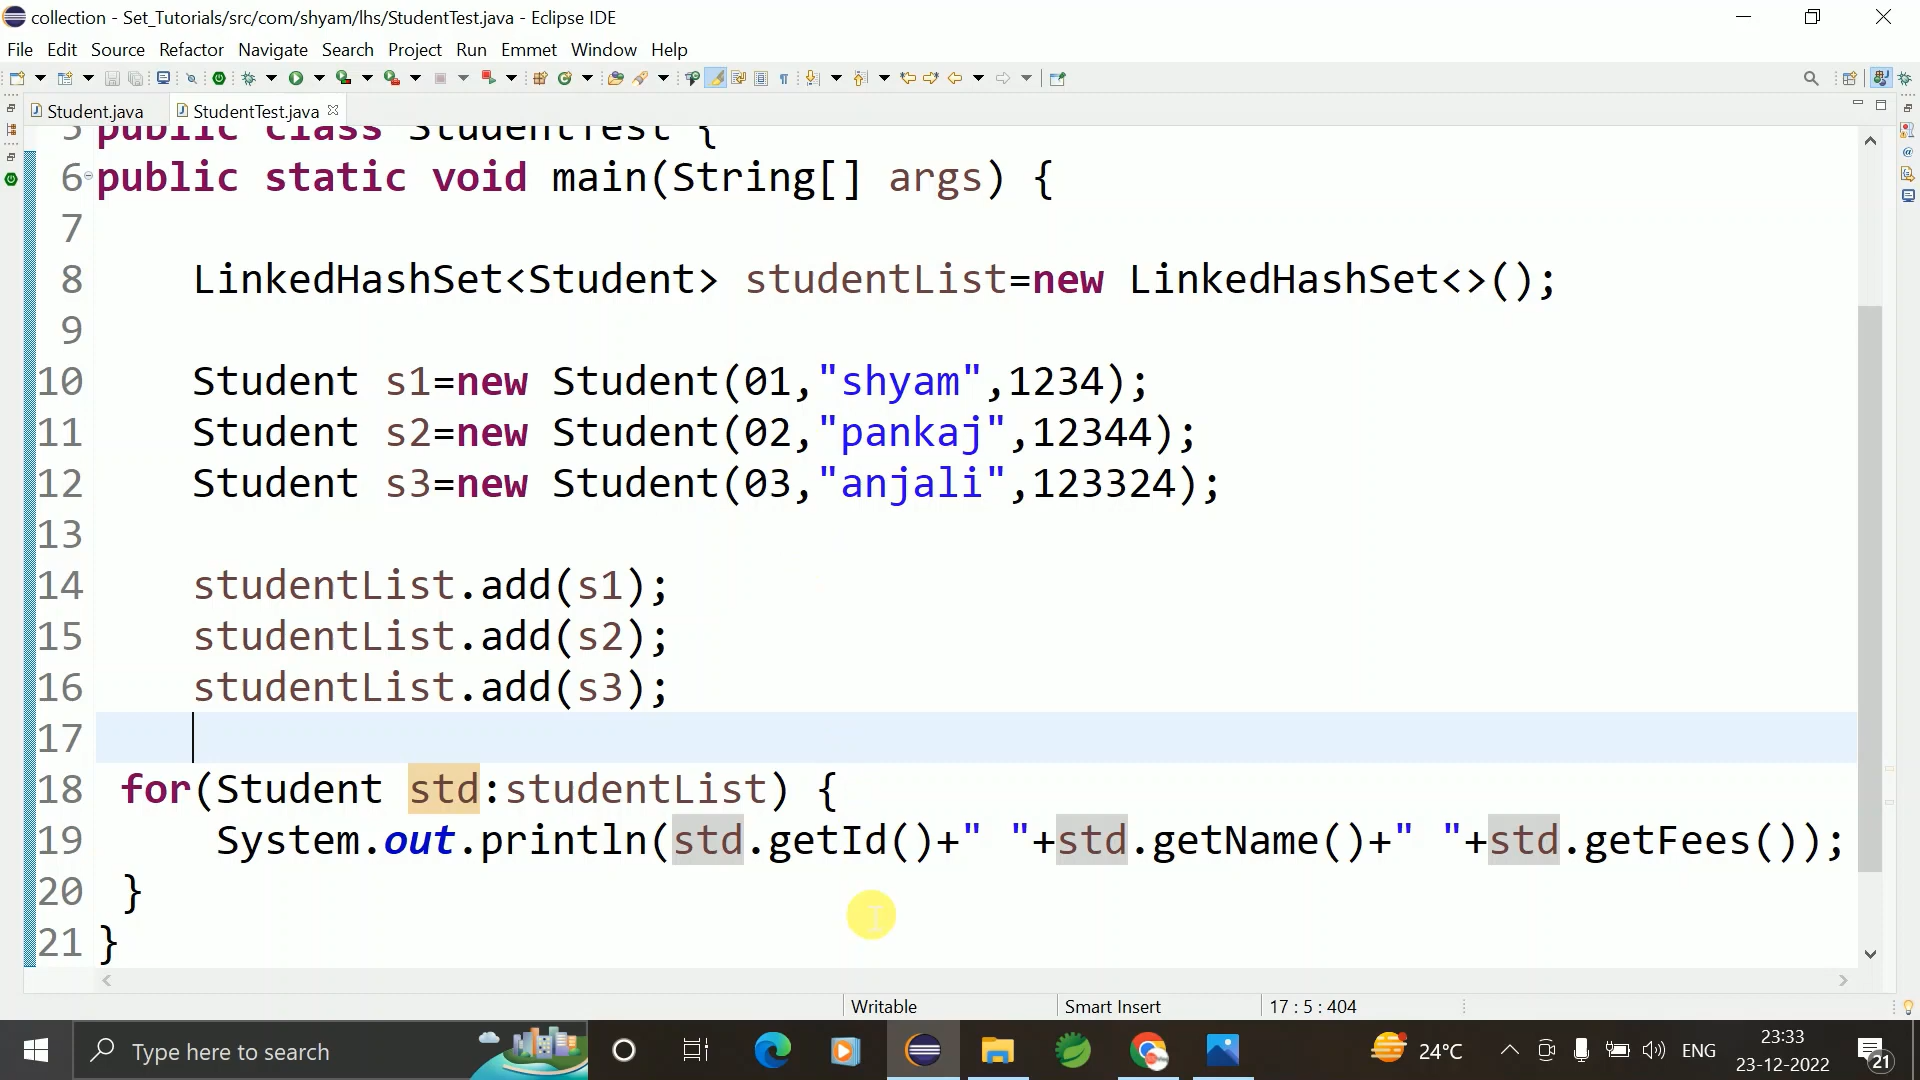 collection - Set_Tutorials/src/com/shyam/lhs/StudentTest.java - Eclipse IDE
File Edit Source Refactor Navigate Search Project Run Emmet Window Help
Student.java StudentTest.java
5 public class StudentTest {
6 public static void main(String[] args) {
7
8 LinkedHashSet<Student> studentList=new LinkedHashSet<>();
9
10 Student s1=new Student(01,"shyam",1234);
11 Student s2=new Student(02,"pankaj",12344);
12 Student s3=new Student(03,"anjali",123324);
13
14 studentList.add(s1);
15 studentList.add(s2);
16 studentList.add(s3);
17
18 for(Student std:studentList) {
19 System.out.println(std.getId()+" "+std.getName()+" "+std.getFees());
20 }
21 }
Writable Smart Insert 17 : 5 : 404
Type here to search
24°C ENG
23:33
23-12-2022
21